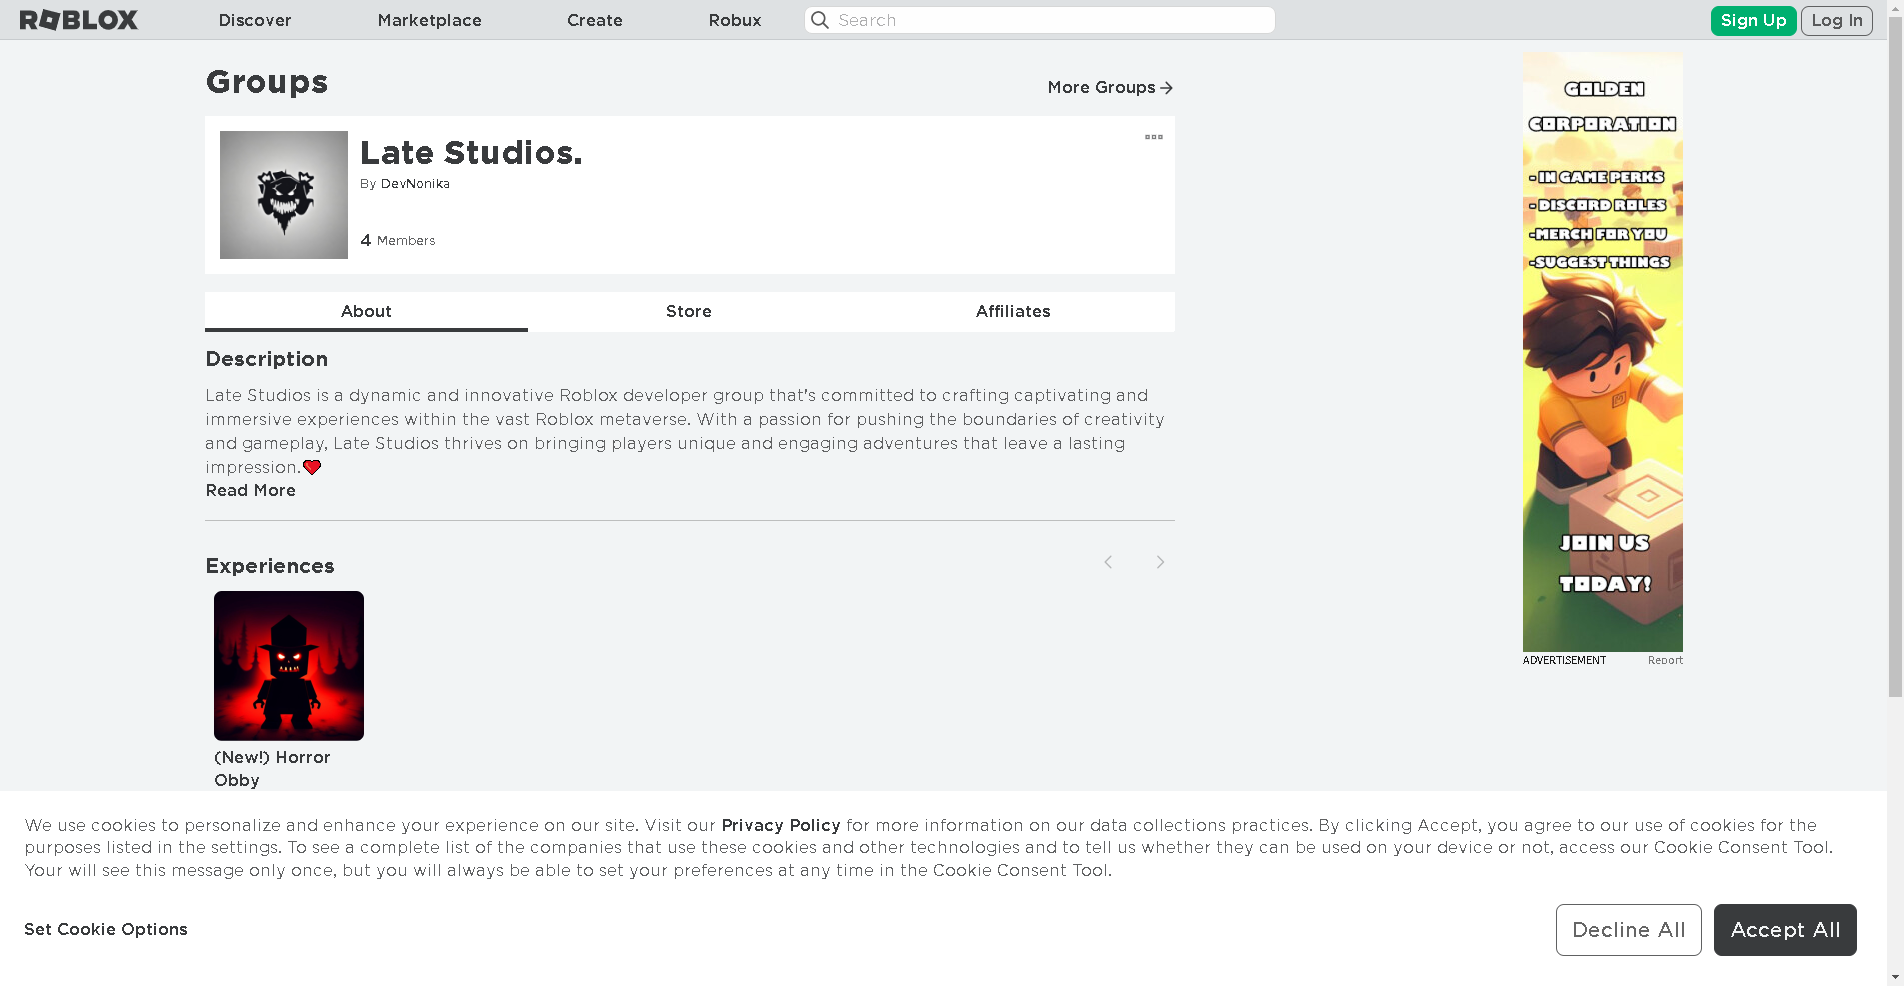 ROBLOX
Discover
Marketplace
Create
Robux
Search
Sign Up
Log In
Groups
More Groups
Late Studios.
By DevNonika
4 Members
About
Store
Affiliates
Description
Late Studios is a dynamic and innovative Roblox developer group that's committed to crafting captivating and
immersive experiences within the vast Roblox metaverse. With a passion for pushing the boundaries of creativity
and gameplay, Late Studios thrives on bringing players unique and engaging adventures that leave a lasting
impression.
Read More
Experiences
(New!) Horror
Obby
GOLDEN
CORPORATION
- IN GAME PERKS
- DISCORD ROLES
-MERCH FOR YOU
-SUGGEST THINGS
JOIN US
TODAY!
ADVERTISEMENT
Report
We use cookies to personalize and enhance your experience on our site. Visit our Privacy Policy for more information on our data collections practices. By clicking Accept, you agree to our use of cookies for the
purposes listed in the settings. To see a complete list of the companies that use these cookies and other technologies and to tell us whether they can be used on your device or not, access our Cookie Consent Tool.
Your will see this message only once, but you will always be able to set your preferences at any time in the Cookie Consent Tool.
Set Cookie Options
Decline All
Accept All